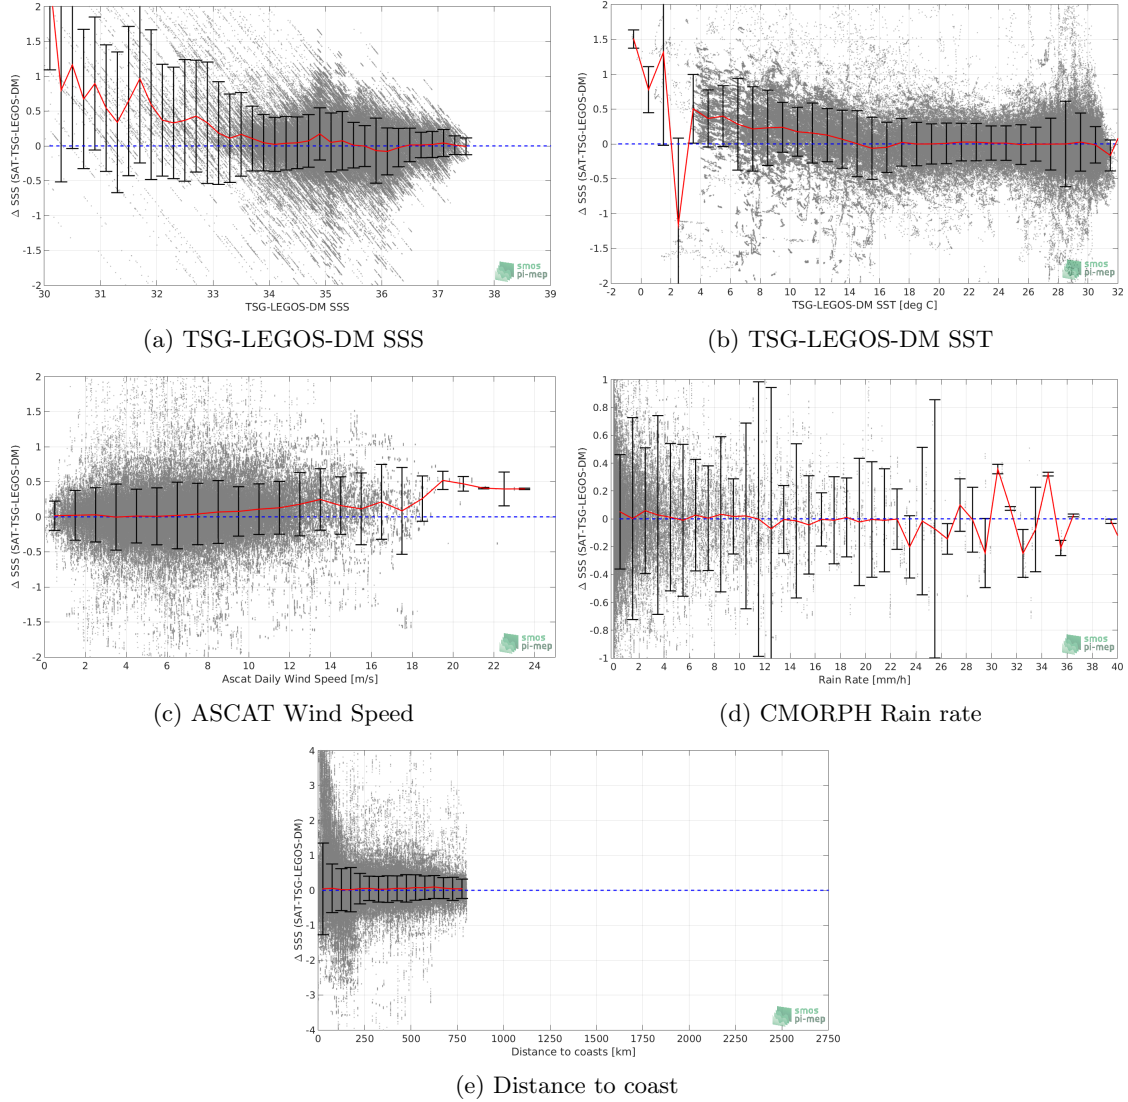 2
1.5
1
0.5
0
-0.5
-1
-1.5
-2
Δ SSS (SAT-TSG-LEGOS-DM)
30 31 32 33 34 35 36 37 38 39
TSG-LEGOS-DM SSS
smos
pi-mep
(a) TSG-LEGOS-DM SSS
2
1.5
1
0.5
0
-0.5
-1
-1.5
-2
Δ SSS (SAT-TSG-LEGOS-DM)
-2 0 2 4 6 8 10 12 14 16 18 20 22 24 26 28 30 32
TSG-LEGOS-DM SST [deg C]
smos
pi-mep
(b) TSG-LEGOS-DM SST
2
1.5
1
0.5
0
-0.5
-1
-1.5
-2
Δ SSS (SAT-TSG-LEGOS-DM)
0 2 4 6 8 10 12 14 16 18 20 22 24
Ascat Daily Wind Speed [m/s]
smos
pi-mep
(c) ASCAT Wind Speed
1
0.8
0.6
0.4
0.2
0
-0.2
-0.4
-0.6
-0.8
-1
Δ SSS (SAT-TSG-LEGOS-DM)
0 2 4 6 8 10 12 14 16 18 20 22 24 26 28 30 32 34 36 38 40
Rain Rate [mm/h]
smos
pi-mep
(d) CMORPH Rain rate
4
3
2
1
0
-1
-2
-3
-4
Δ SSS (SAT-TSG-LEGOS-DM)
0 250 500 750 1000 1250 1500 1750 2000 2250 2500 2750
Distance to coasts [km]
smos
pi-mep
(e) Distance to coast